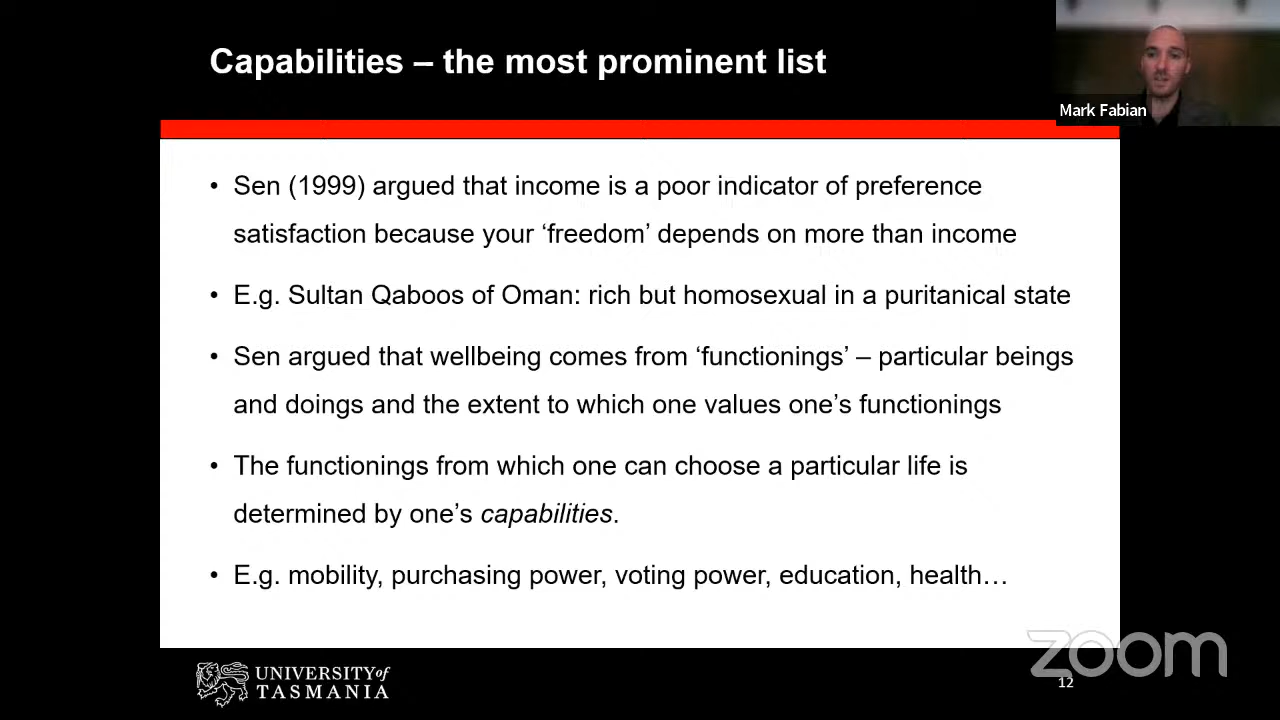 Capabilities – the most prominent list
Mark Fabian
• Sen (1999) argued that income is a poor indicator of preference
satisfaction because your ‘freedom’ depends on more than income
• E.g. Sultan Qaboos of Oman: rich but homosexual in a puritanical state
• Sen argued that wellbeing comes from ‘functionings’ – particular beings
and doings and the extent to which one values one’s functionings
• The functionings from which one can choose a particular life is
determined by one’s capabilities.
• E.g. mobility, purchasing power, voting power, education, health…
UNIVERSITY of
TASMANIA
zoom
12